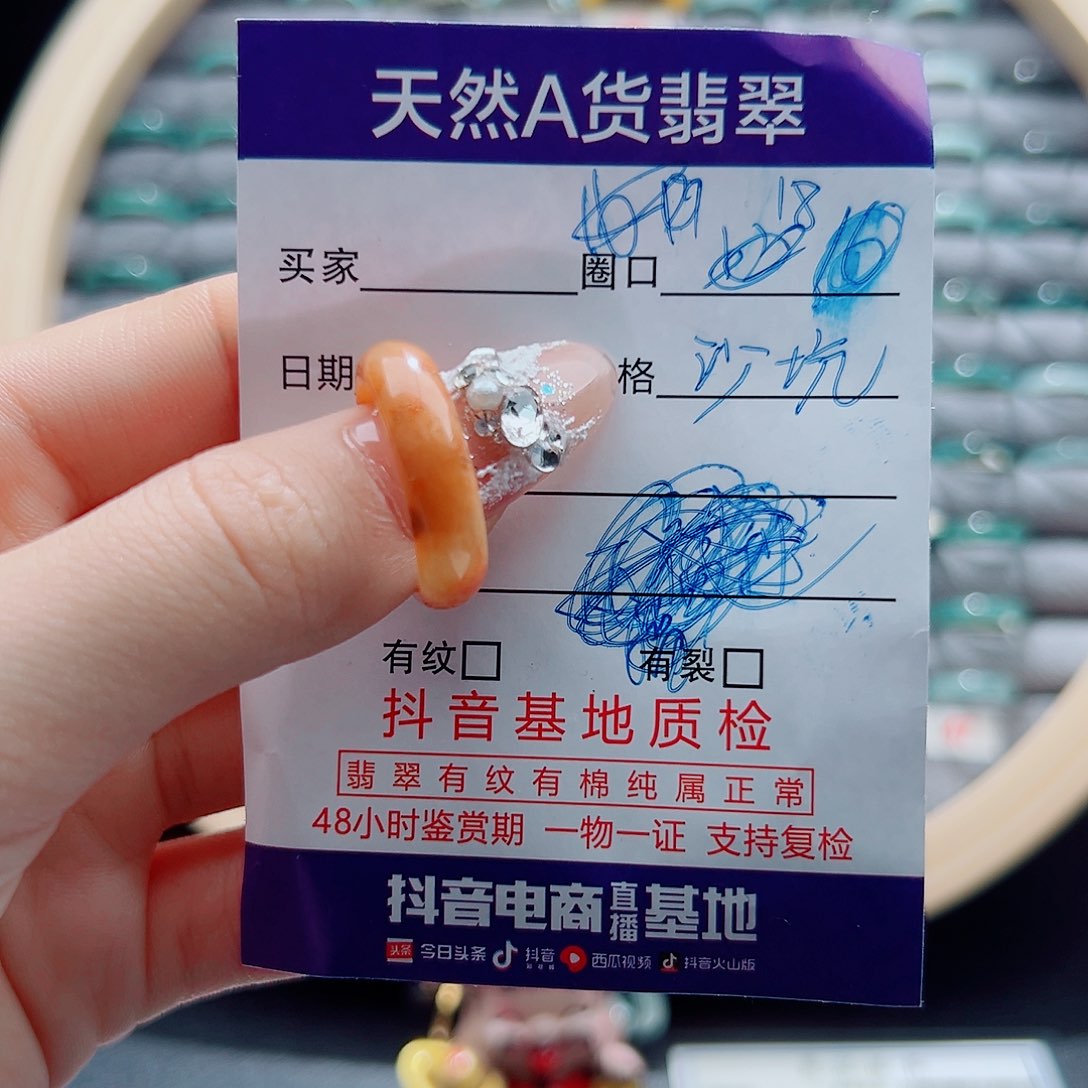 天然A货翡翠
18
买家 圈口
日期 格 沙坑
有纹 有裂
抖音基地质检
翡翠有纹有棉纯属正常
48小时鉴赏期 一物一证 支持复检
抖音电商直播基地
头条 今日头条 抖音 西瓜视频 抖音火山版